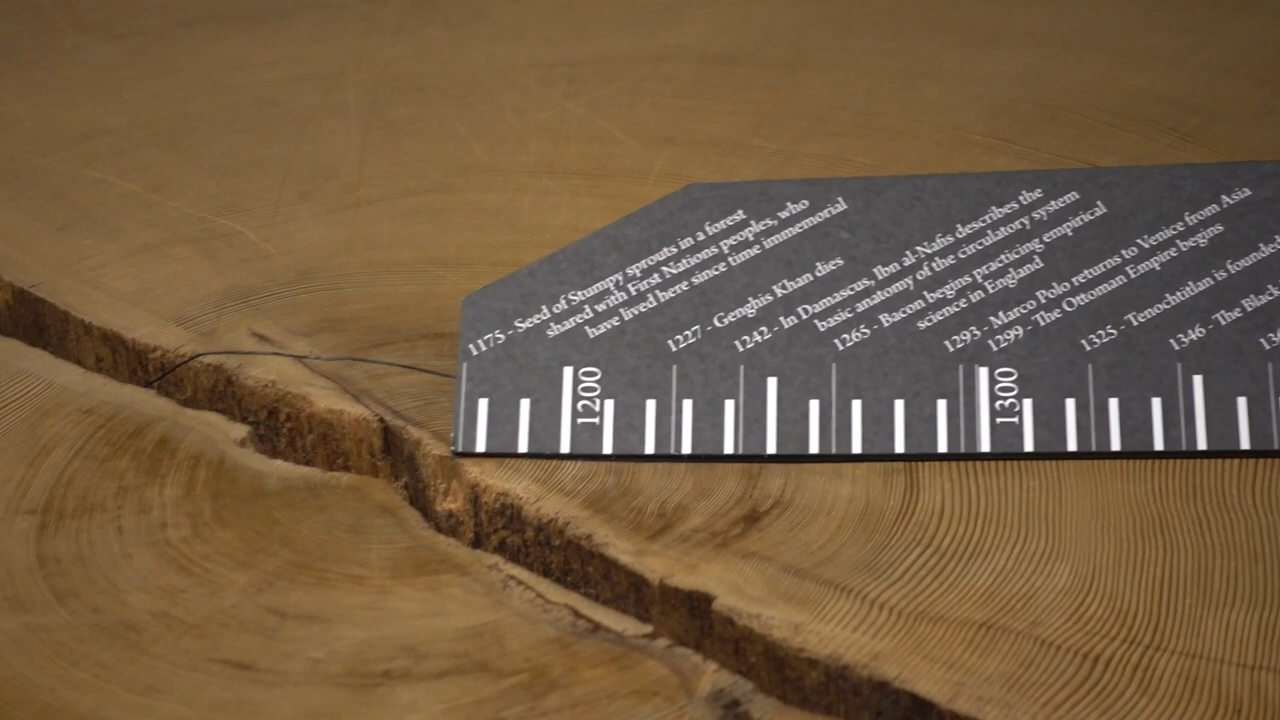 1175 - Seed of Stumpy sprouts in a forest
shared with First Nations peoples, who
have lived here since time immemorial
1227 - Genghis Khan dies
1242 - In Damascus, Ibn al-Nafis describes the
basic anatomy of the circulatory system
1265 - Bacon begins practicing empirical
science in England
1293 - Marco Polo returns to Venice from Asia
1299 - The Ottoman Empire begins
1325 - Tenochtitlan is founded
1346 - The Black
1200
1300